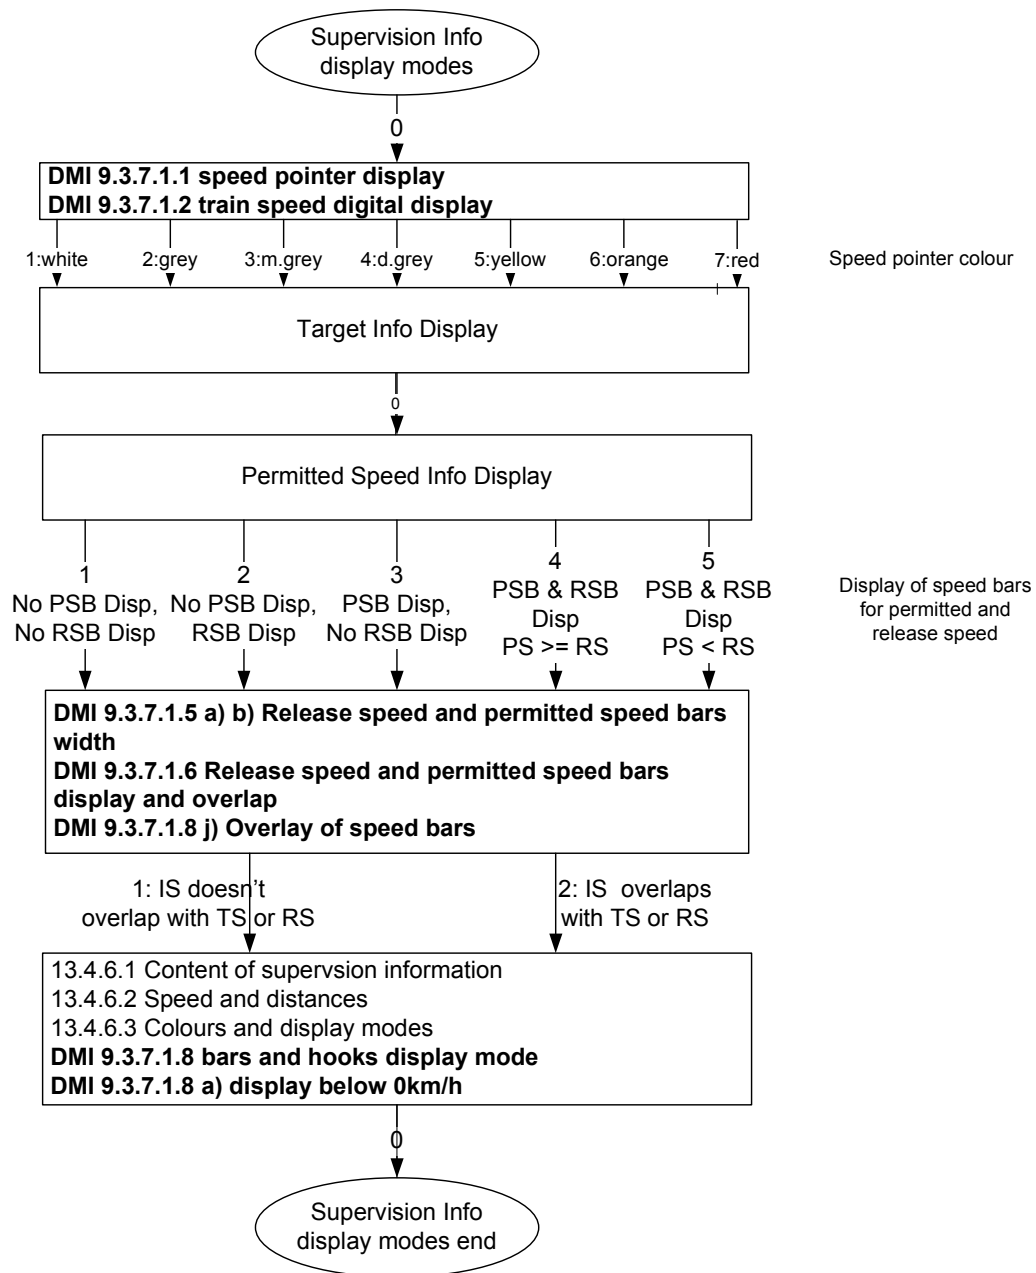 Supervision Info
display modes
0
DMI 9.3.7.1.1 speed pointer display
DMI 9.3.7.1.2 train speed digital display
1:white 2:grey 3:m.grey 4:d.grey 5:yellow 6:orange 7:red
Speed pointer colour
Target Info Display
0
Permitted Speed Info Display
1
No PSB Disp,
No RSB Disp
2
No PSB Disp,
RSB Disp
3
PSB Disp,
No RSB Disp
4
PSB & RSB
Disp
PS >= RS
5
PSB & RSB
Disp
PS < RS
Display of speed bars
for permitted and
release speed
DMI 9.3.7.1.5 a) b) Release speed and permitted speed bars
width
DMI 9.3.7.1.6 Release speed and permitted speed bars
display and overlap
DMI 9.3.7.1.8 j) Overlay of speed bars
1: IS doesn't
overlap with TS or RS
2: IS overlaps
with TS or RS
13.4.6.1 Content of supervsion information
13.4.6.2 Speed and distances
13.4.6.3 Colours and display modes
DMI 9.3.7.1.8 bars and hooks display mode
DMI 9.3.7.1.8 a) display below 0km/h
0
Supervision Info
display modes end